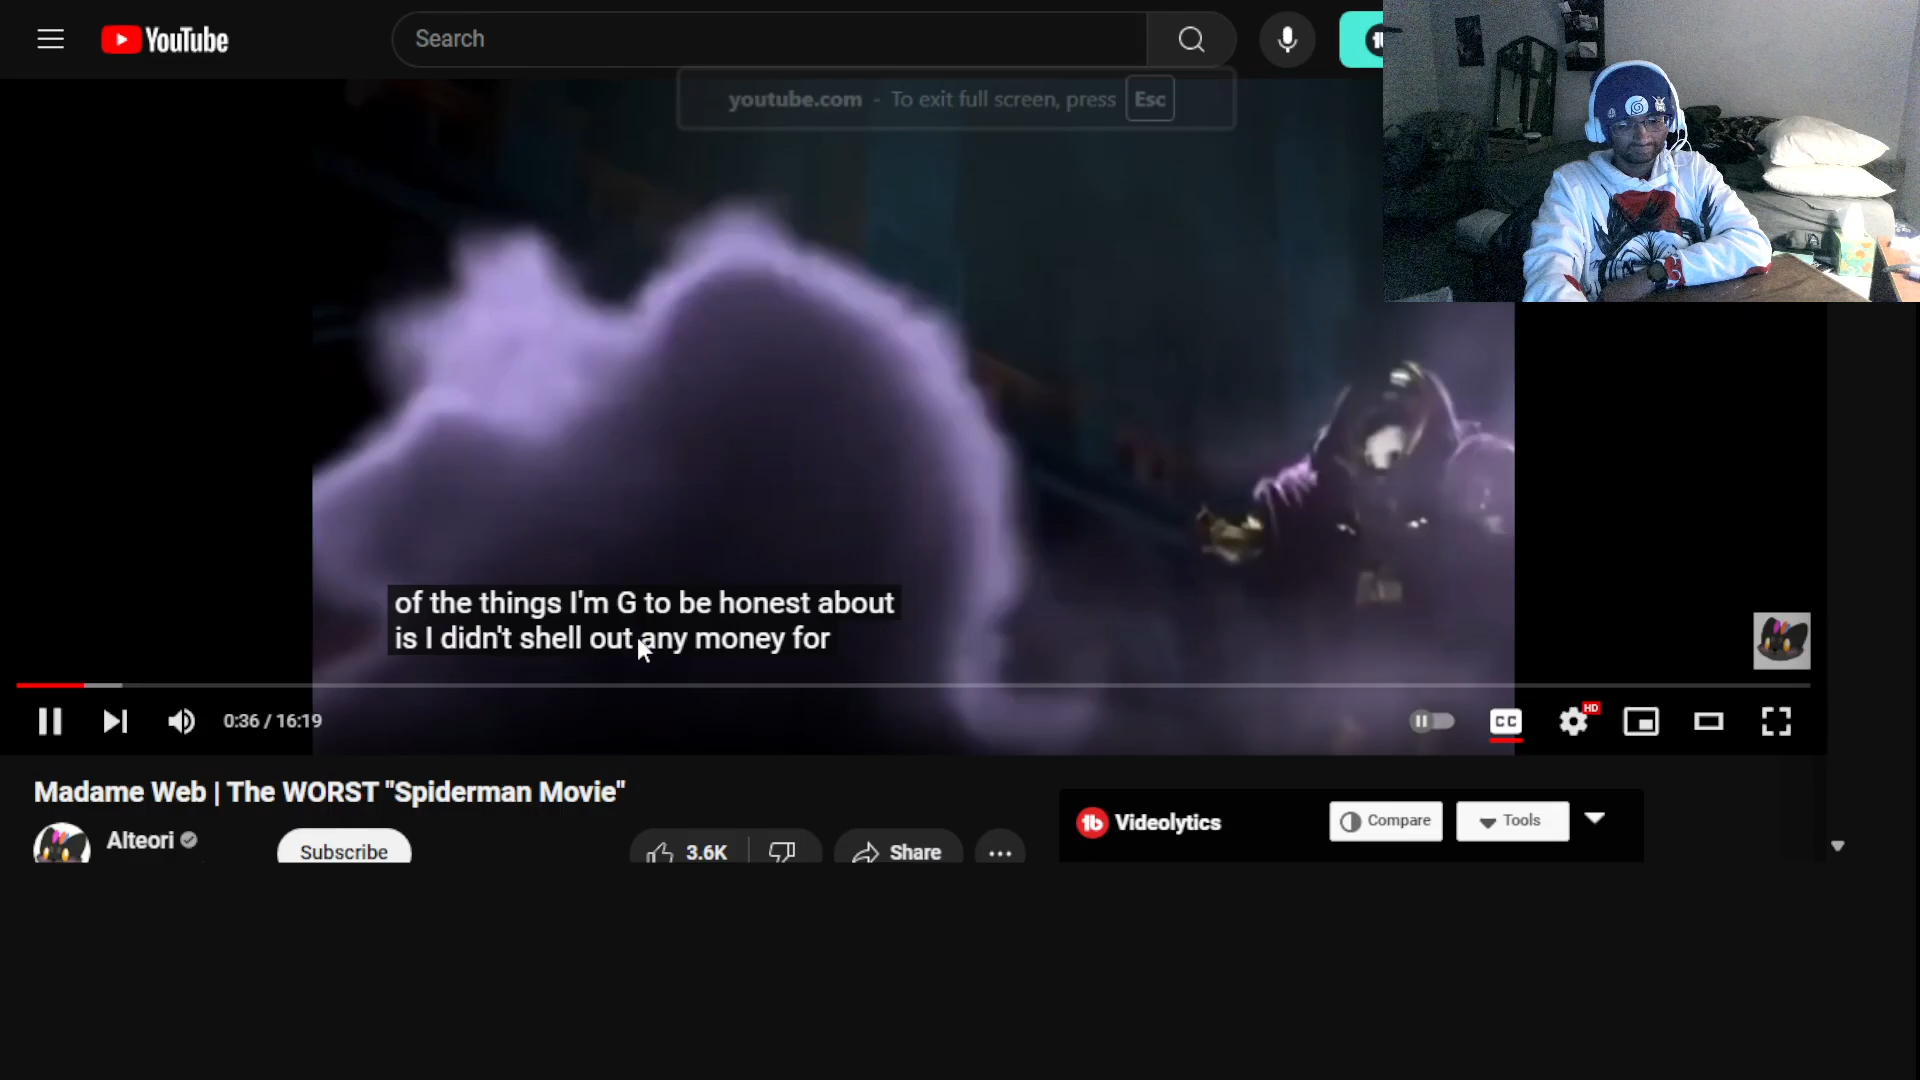 YouTube
Search
youtube.com - To exit full screen, press Esc
of the things I'm G to be honest about
is I didn't shell out any money for
0:36 / 16:19
CC
HD
Madame Web | The WORST "Spiderman Movie"
Alteori
Subscribe
3.6K
Share
Videolytics
Compare
Tools